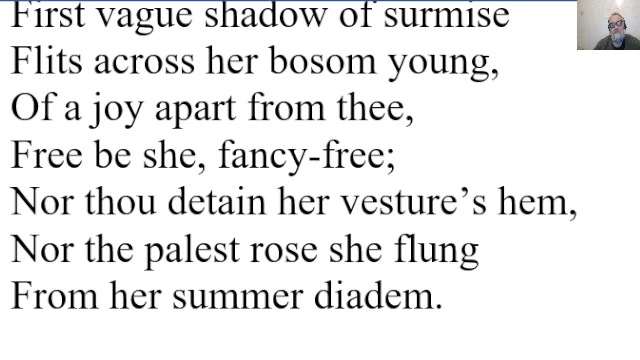 First vague shadow of surmise
Flits across her bosom young,
Of a joy apart from thee,
Free be she, fancy-free;
Nor thou detain her vesture’s hem,
Nor the palest rose she flung
From her summer diadem.